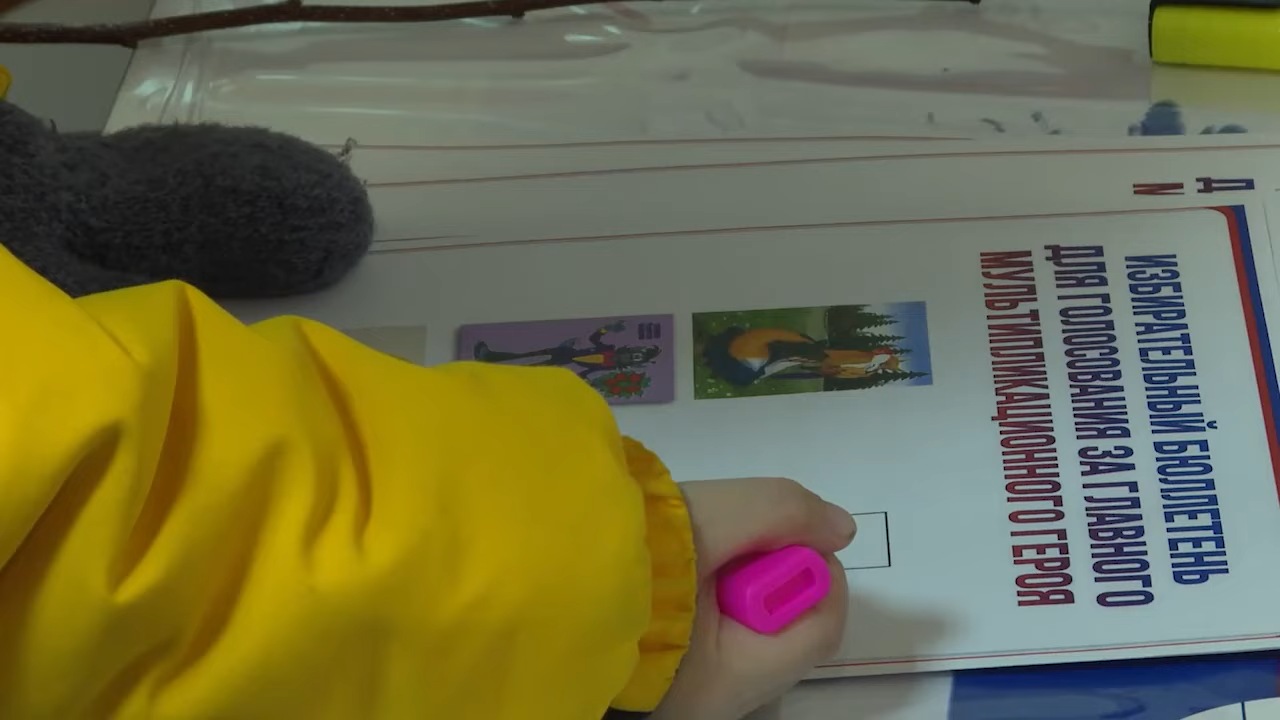 ИЗБИРАТЕЛЬНЫЙ БЮЛЛЕТЕНЬ
ДЛЯ ГОЛОСОВАНИЯ ЗА ГЛАВНОГО
МУЛЬТИПЛИКАЦИОННОГО ГЕРОЯ